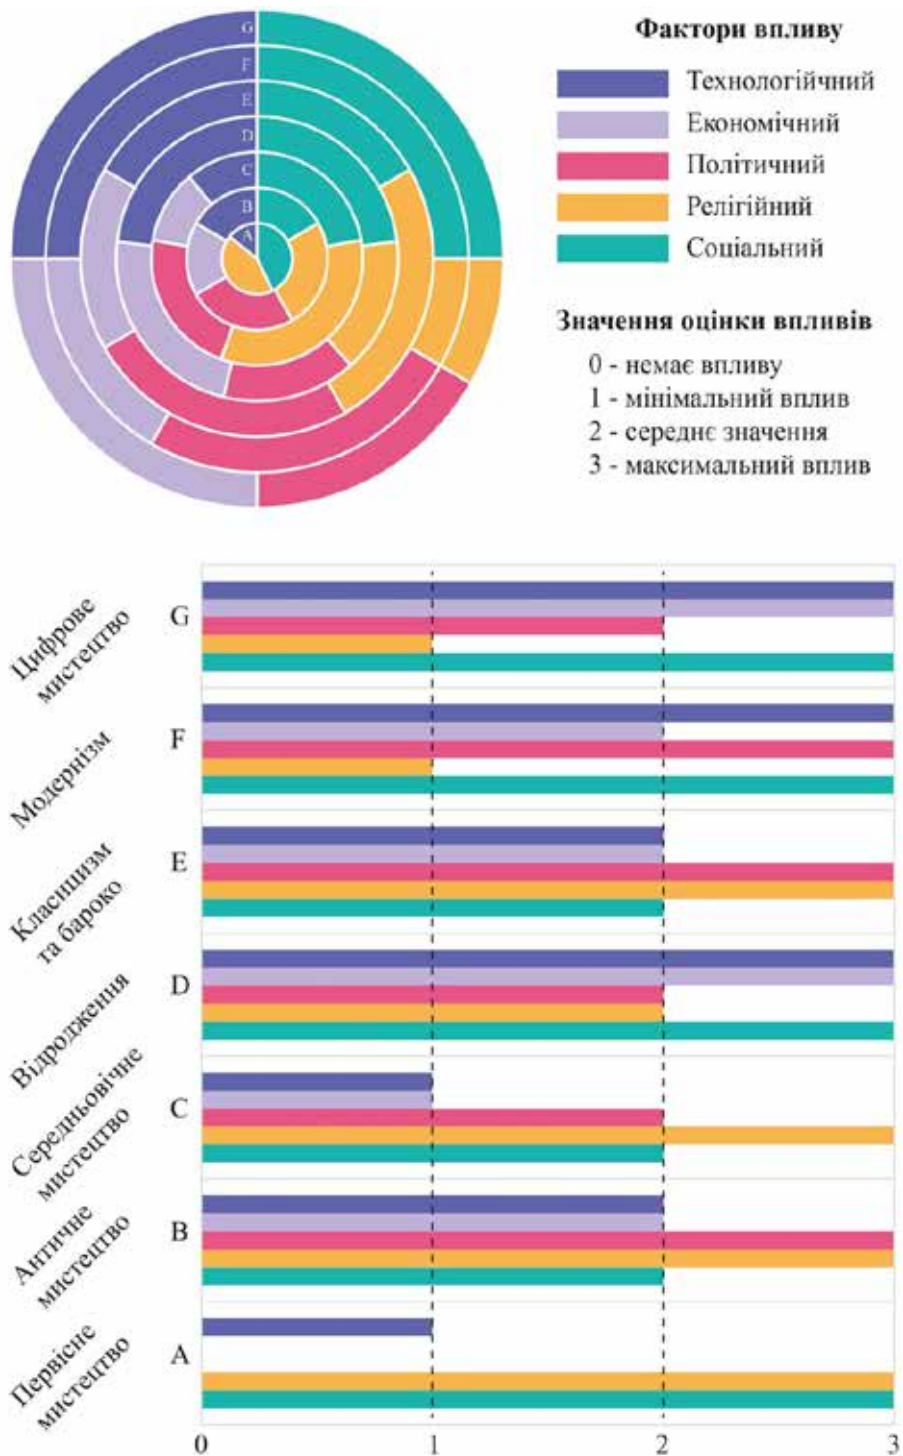 G
F
E
D
C
B
A
Фактори впливу
Технологійчний
Економічний
Політичний
Релігійний
Соціальний
Значення оцінки впливів
0 - немає впливу
1 - мінімальний вплив
2 - середнє значення
3 - максимальний вплив
Цифрове
мистецтво
G
Модернізм
F
Класицизм
та бароко
E
Відродження
D
Середньовічне
мистецтво
C
Античне
мистецтво
B
Первісне
мистецтво
A
0 1 2 3